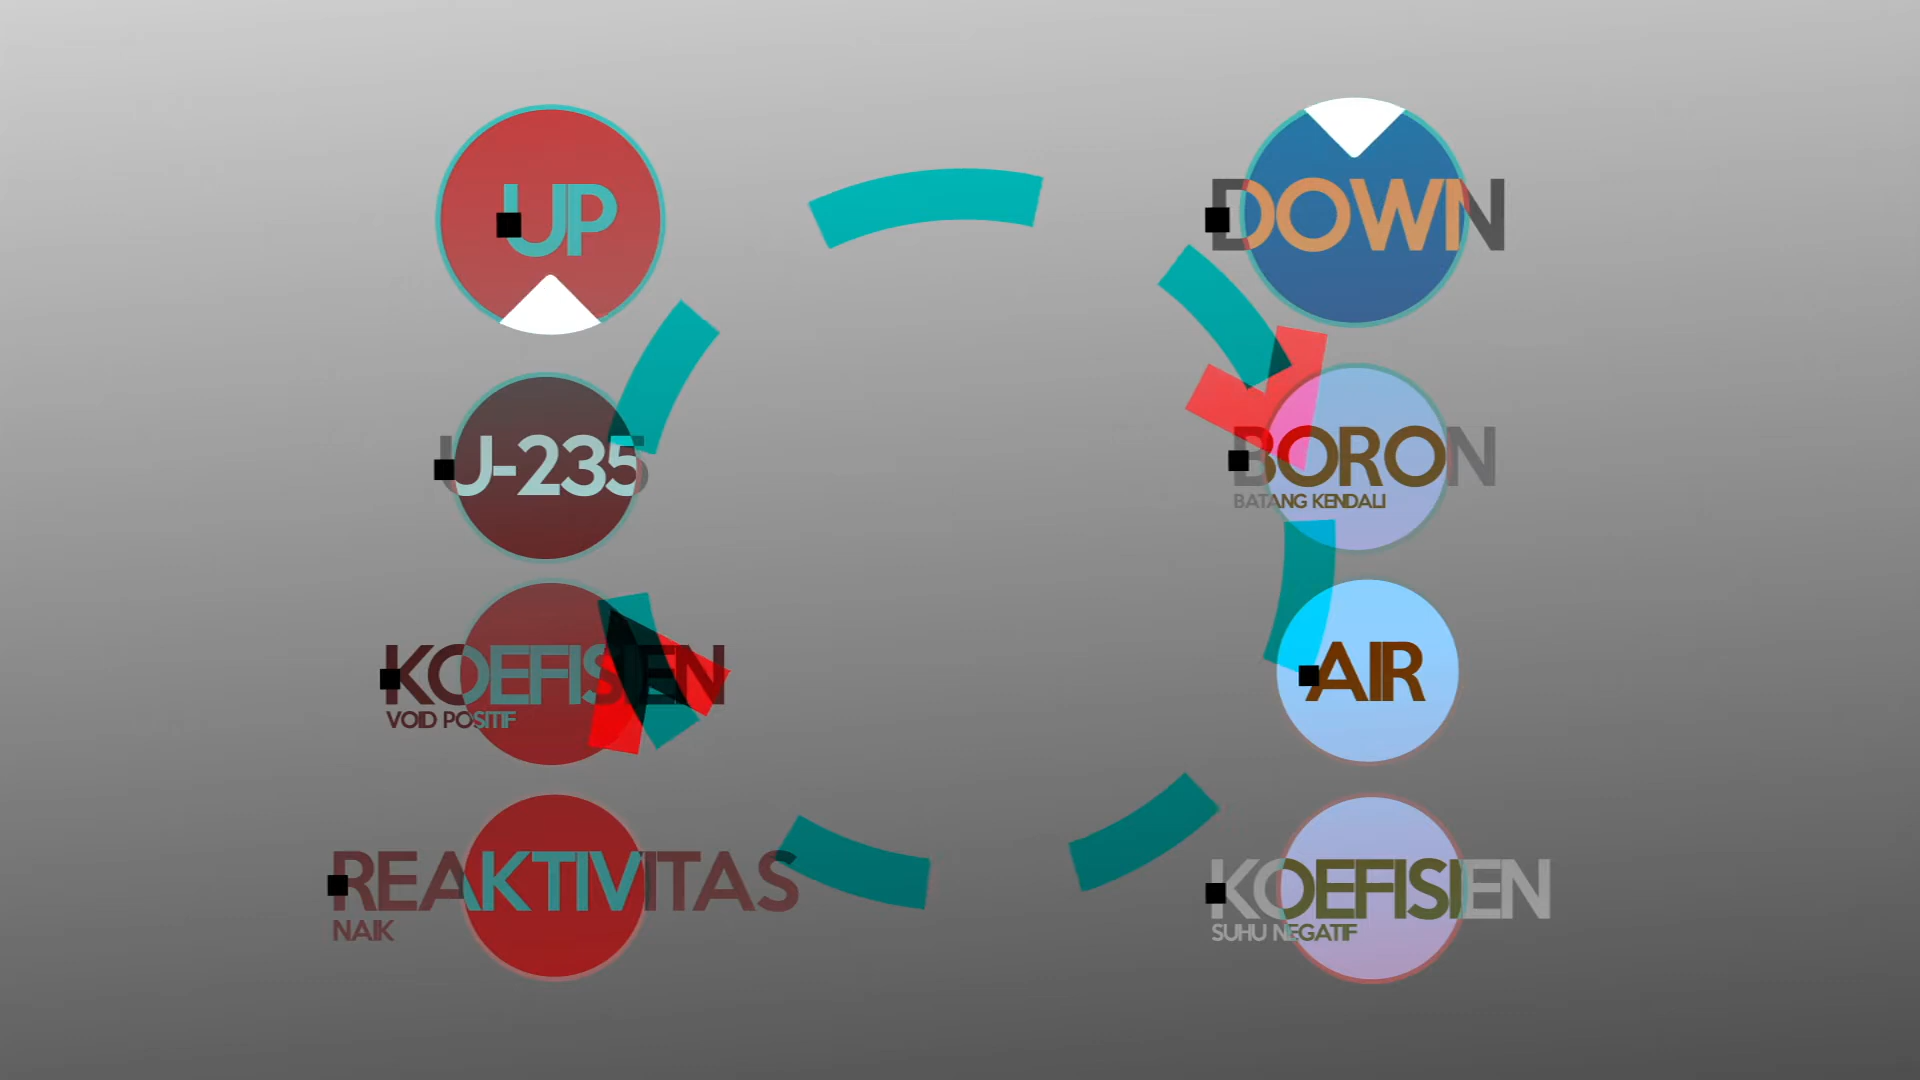 UP
U-235
KOEFISIEN
VOID POSITIF
REAKTIVITAS
NAIK
DOWN
BORON
BATANG KENDALI
AIR
KOEFISIEN
SUHU NEGATIF